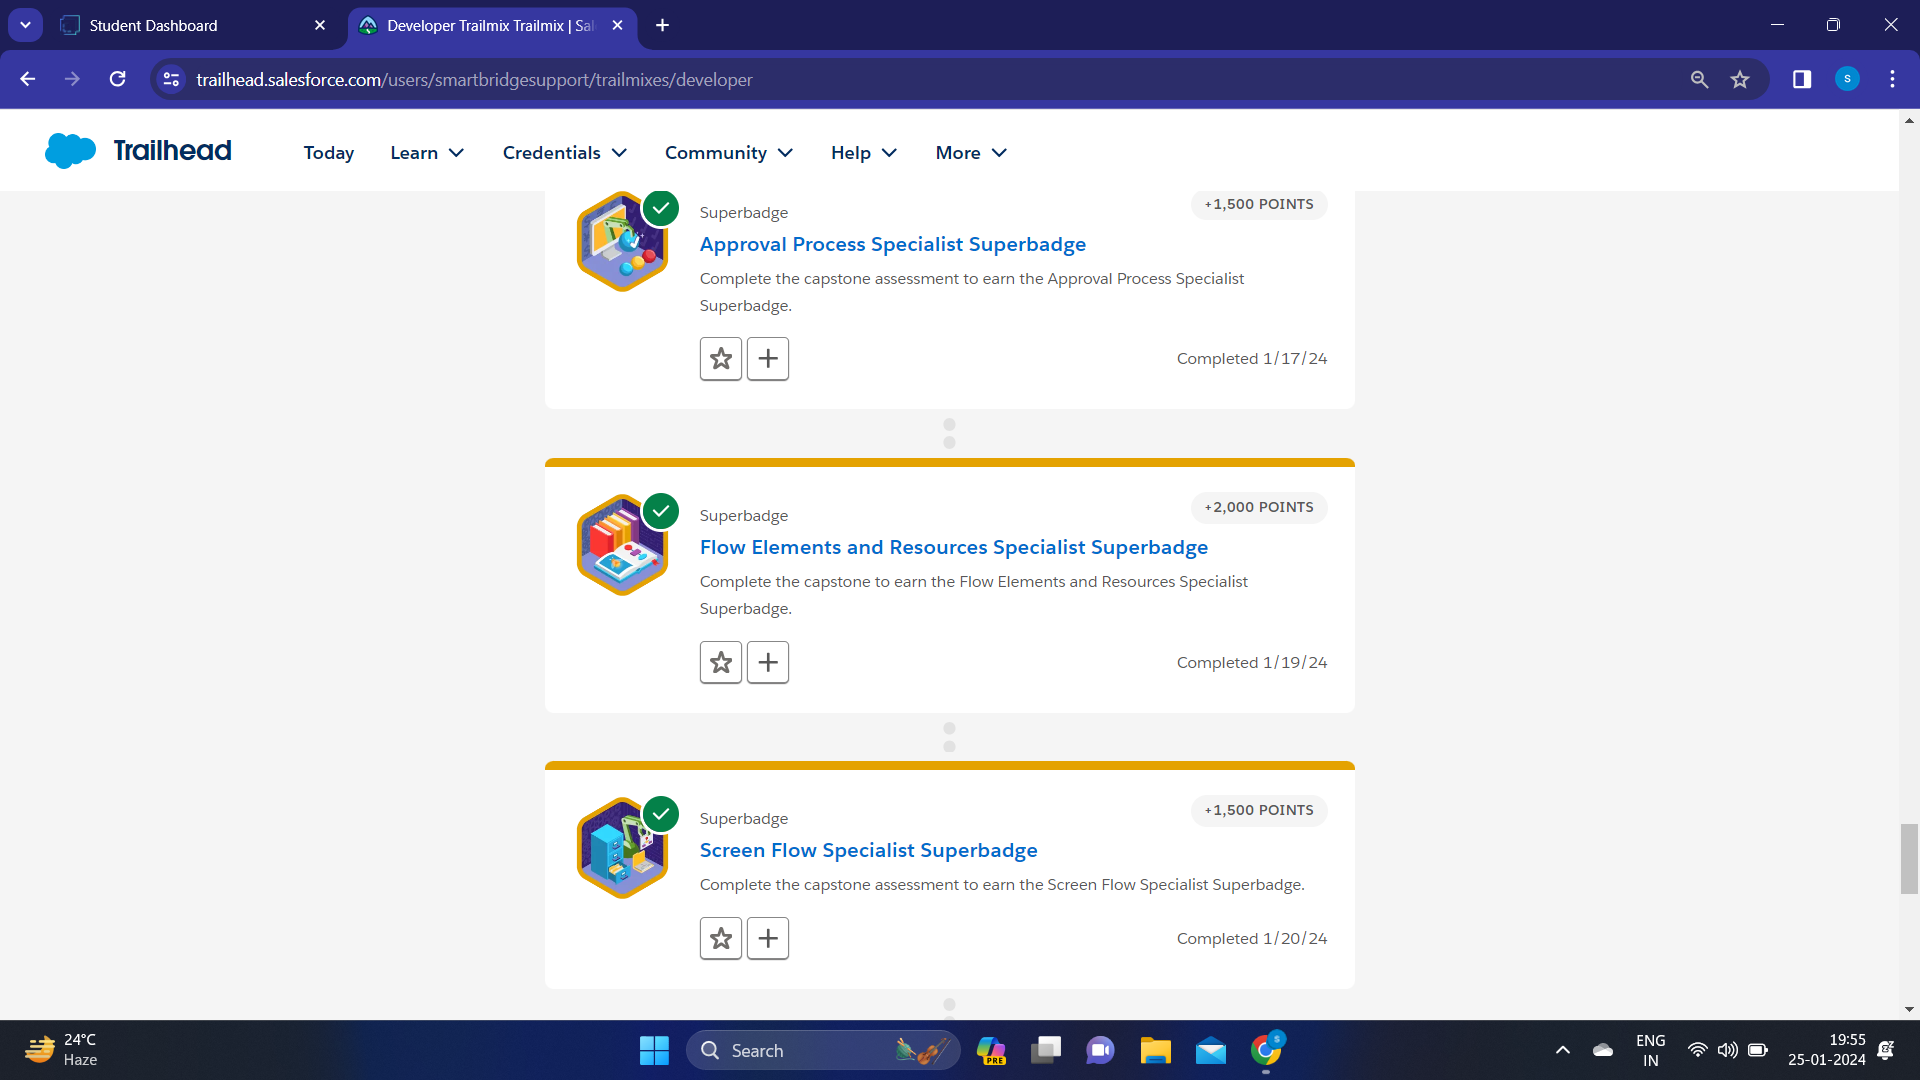 Student Dashboard
Developer Trailmix Trailmix | Sal
trailhead.salesforce.com/users/smartbridgesupport/trailmixes/developer
S
Trailhead
Today Learn Credentials Community Help More
Superbadge
+1,500 POINTS
Approval Process Specialist Superbadge
Complete the capstone assessment to earn the Approval Process Specialist
Superbadge.
Completed 1/17/24
Superbadge
+2,000 POINTS
Flow Elements and Resources Specialist Superbadge
Complete the capstone to earn the Flow Elements and Resources Specialist
Superbadge.
Completed 1/19/24
Superbadge
+1,500 POINTS
Screen Flow Specialist Superbadge
Complete the capstone assessment to earn the Screen Flow Specialist Superbadge.
Completed 1/20/24
24°C
Haze
Search
PRE
S
ENG
IN
19:55
25-01-2024